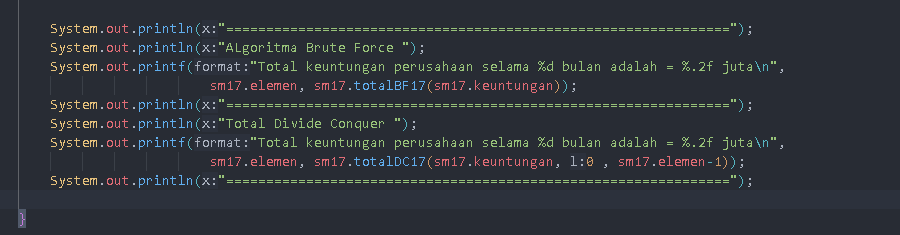 System.out.println(x:"================================================================");
System.out.println(x:"ALgoritma Brute Force ");
System.out.printf(format:"Total keuntungan perusahaan selama %d bulan adalah = %.2f juta\n",
sm17.elemen, sm17.totalBF17(sm17.keuntungan));
System.out.println(x:"================================================================");
System.out.println(x:"Total Divide Conquer ");
System.out.printf(format:"Total keuntungan perusahaan selama %d bulan adalah = %.2f juta\n",
sm17.elemen, sm17.totalDC17(sm17.keuntungan, l:0 , sm17.elemen-1));
System.out.println(x:"================================================================");
}